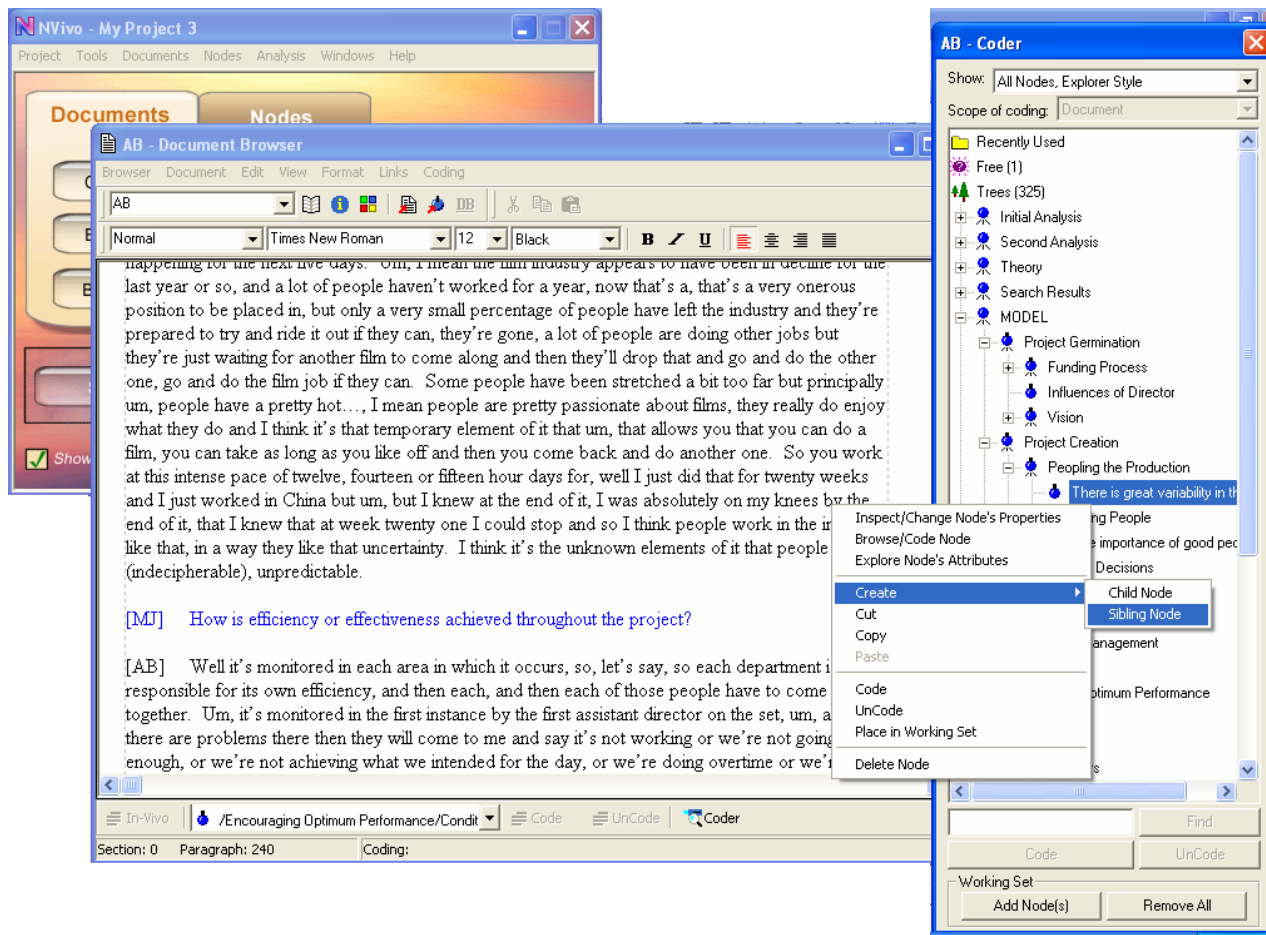 NVivo - My Project 3
Project Tools Documents Nodes Analysis Windows Help
Documents
Nodes
Show
AB - Document Browser
Browser Document Edit View Format Links Coding
AB
DB
Normal
Times New Roman
12
Black
B
U
happening for the next five days. Um, I mean the film industry appears to have been in decline for the
last year or so, and a lot of people haven't worked for a year, now that's a, that's a very onerous
position to be placed in, but only a very small percentage of people have left the industry and they're
prepared to try and ride it out if they can, they're gone, a lot of people are doing other jobs but
they're just waiting for another film to come along and then they'll drop that and go and do the other
one, go and do the film job if they can. Some people have been stretched a bit too far but principally
um, people have a pretty hot…, I mean people are pretty passionate about films, they really do enjoy
what they do and I think it's that temporary element of it that um, that allows you that you can do a
film, you can take as long as you like off and then you come back and do another one. So you work
at this intense pace of twelve, fourteen or fifteen hour days for, well I just did that for twenty weeks
and I just worked in China but um, but I knew at the end of it, I was absolutely on my knees by the
end of it, that I knew that at week twenty one I could stop and so I think people work in the
like that, in a way they like that uncertainty. I think it's the unknown elements of it that people
(indecipherable), unpredictable.
[MJ] How is efficiency or effectiveness achieved throughout the project?
[AB] Well it's monitored in each area in which it occurs, so, let's say, so each department
responsible for its own efficiency, and then each, and then each of those people have to come
together. Um, it's monitored in the first instance by the first assistant director on the set, um,
there are problems there then they will come to me and say it's not working or we're not going
enough, or we're not achieving what we intended for the day, or we're doing overtime or
In-Vivo
/Encouraging Optimum Performance/Condit
Code
UnCode
Coder
Section: 0 Paragraph: 240 Coding:
Inspect/Change Node's Properties
Browse/Code Node
Explore Node's Attributes
Create
Cut
Copy
Paste
Code
UnCode
Place in Working Set
Delete Node
Child Node
Sibling Node
AB - Coder
Show: All Nodes, Explorer Style
Scope of coding: Document
Recently Used
Free (1)
Trees (325)
Initial Analysis
Second Analysis
Theory
Search Results
MODEL
Project Germination
Funding Process
Influences of Director
Vision
Project Creation
Peopling the Production
There is great variability in th
ng People
importance of good peo
Decisions
anagement
ptimum Performance
Find
Code
UnCode
Working Set
Add Node(s)
Remove All